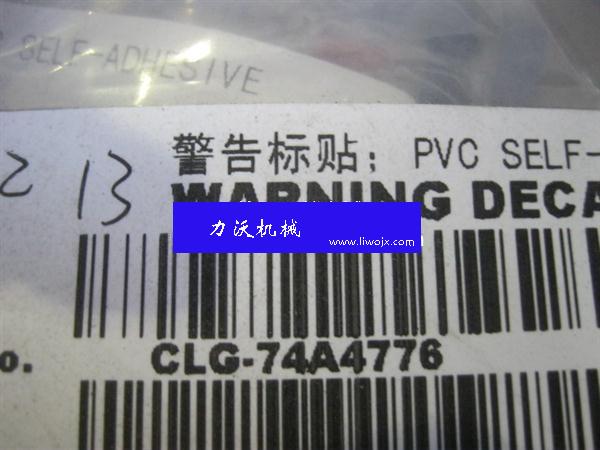 SELF-ADHESIVE
警告标贴; PVC SELF-
2 13
WARNING DECA
力沃机械
www.liwojx.com
o. CLG-74A4776